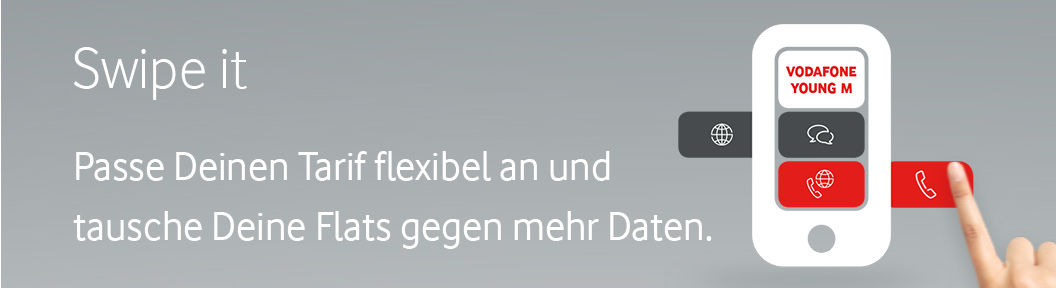 Swipe it
Passe Deinen Tarif flexibel an und
tausche Deine Flats gegen mehr Daten.
VODAFONE
YOUNG M